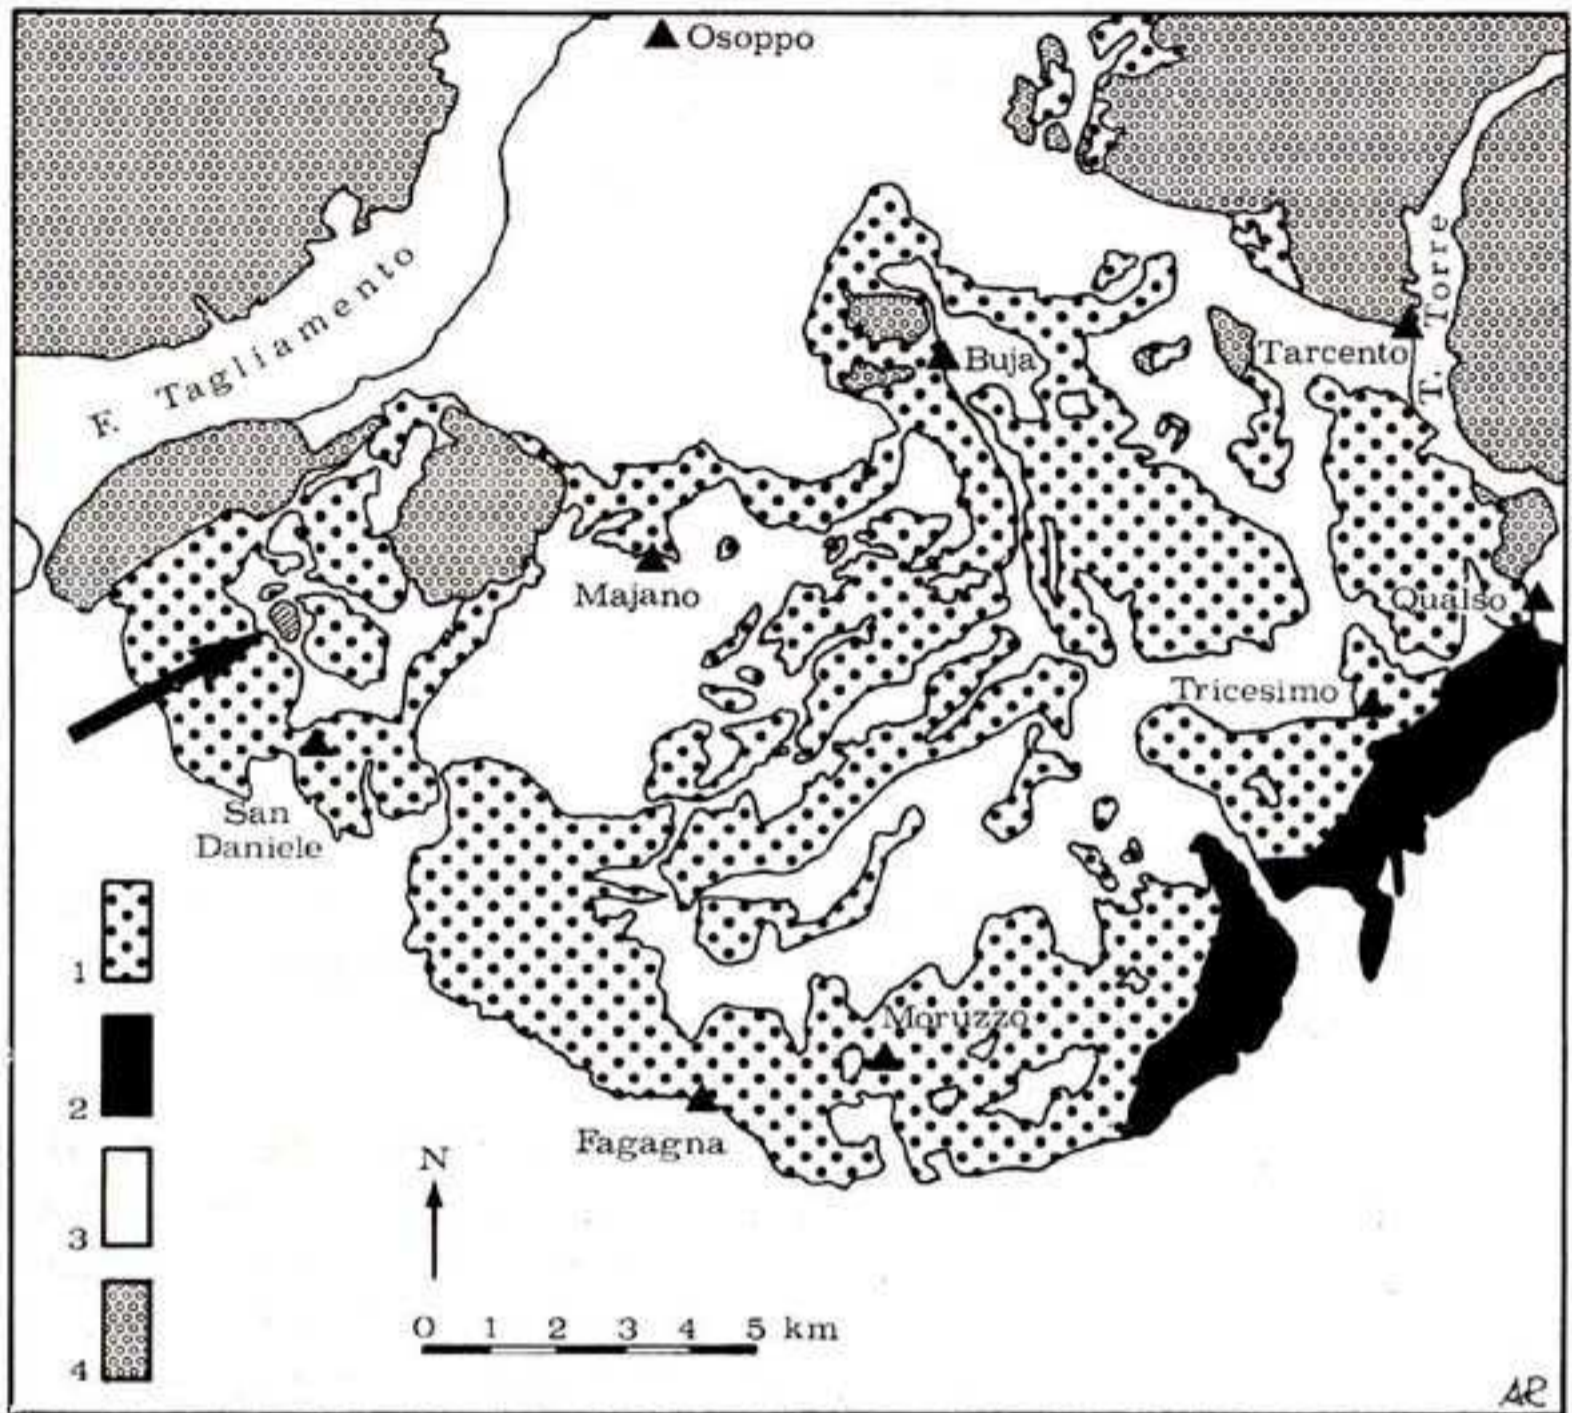 Osoppo
F. Tagliamento
T. Torre
Tarcento
Buja
Majano
Qualso
Tricesimo
San
Daniele
Moruzzo
Fagagna
1
2
3
4
N
0 1 2 3 4 5 km
AR